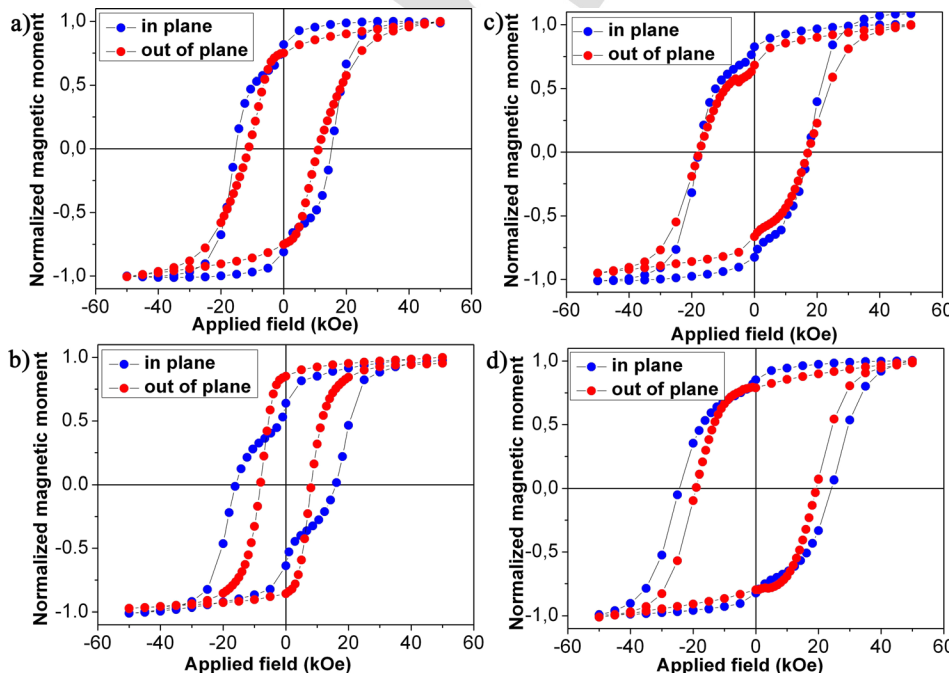 a)
in plane
out of plane
Normalized magnetic moment
1,0
0,5
0,0
-0,5
-1,0
-60
-40
-20
0
20
40
60
Applied field (kOe)
b)
in plane
out of plane
Normalized magnetic moment
1.0
0.5
0.0
-0.5
-1.0
-60
-40
-20
0
20
40
60
Applied field (kOe)
c)
in plane
out of plane
Normalized magnetic moment
1,0
0,5
0,0
-0,5
-1,0
-60
-40
-20
0
20
40
60
Applied field (kOe)
d)
in plane
out of plane
Normalized magnetic moment
1,0
0,5
0,0
-0,5
-1,0
-60
-40
-20
0
20
40
60
Applied field (kOe)